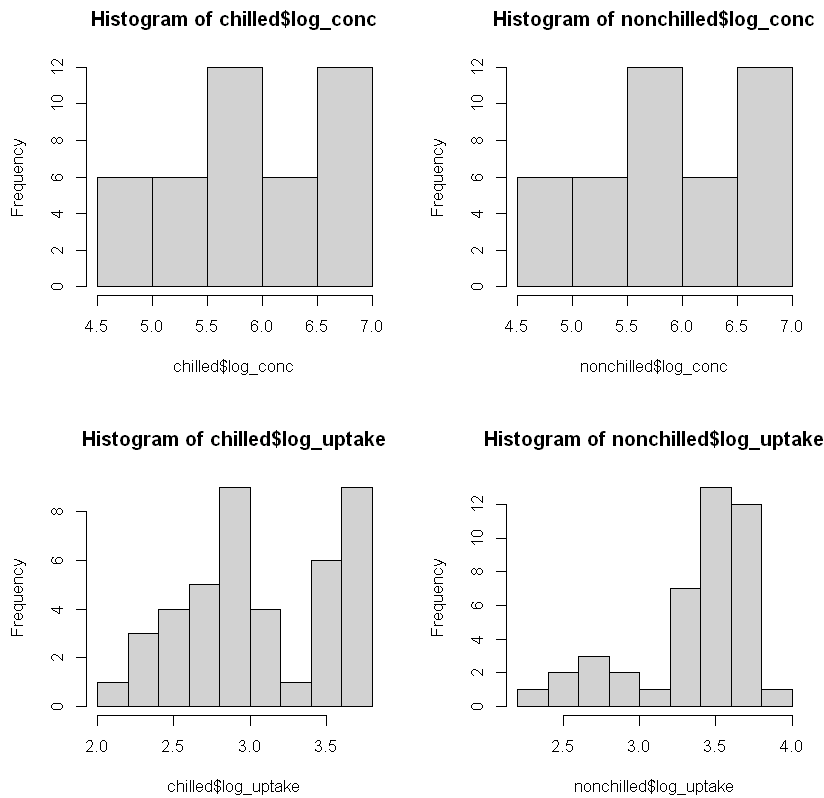 Histogram of chilled$log_conc
Frequency
12
10
8
6
4
2
0
4.5 5.0 5.5 6.0 6.5 7.0
chilled$log_conc
Histogram of nonchilled$log_conc
Frequency
12
10
8
6
4
2
0
4.5 5.0 5.5 6.0 6.5 7.0
nonchilled$log_conc
Histogram of chilled$log_uptake
Frequency
8
6
4
2
0
2.0 2.5 3.0 3.5
chilled$log_uptake
Histogram of nonchilled$log_uptake
Frequency
12
10
8
6
4
2
0
2.5 3.0 3.5 4.0
nonchilled$log_uptake